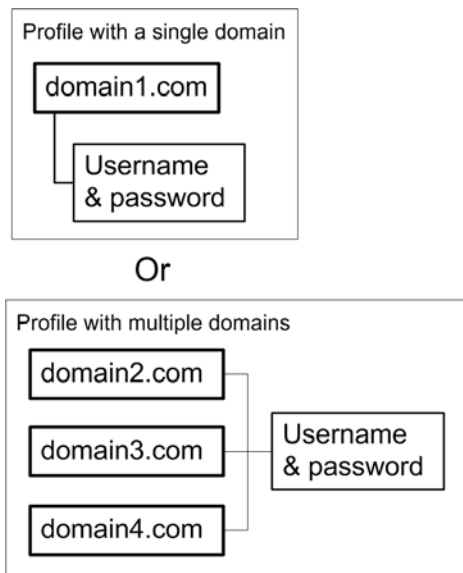 Profile with a single domain
domain1.com
Username
& password
Or
Profile with multiple domains
domain2.com
domain3.com
domain4.com
Username
& password